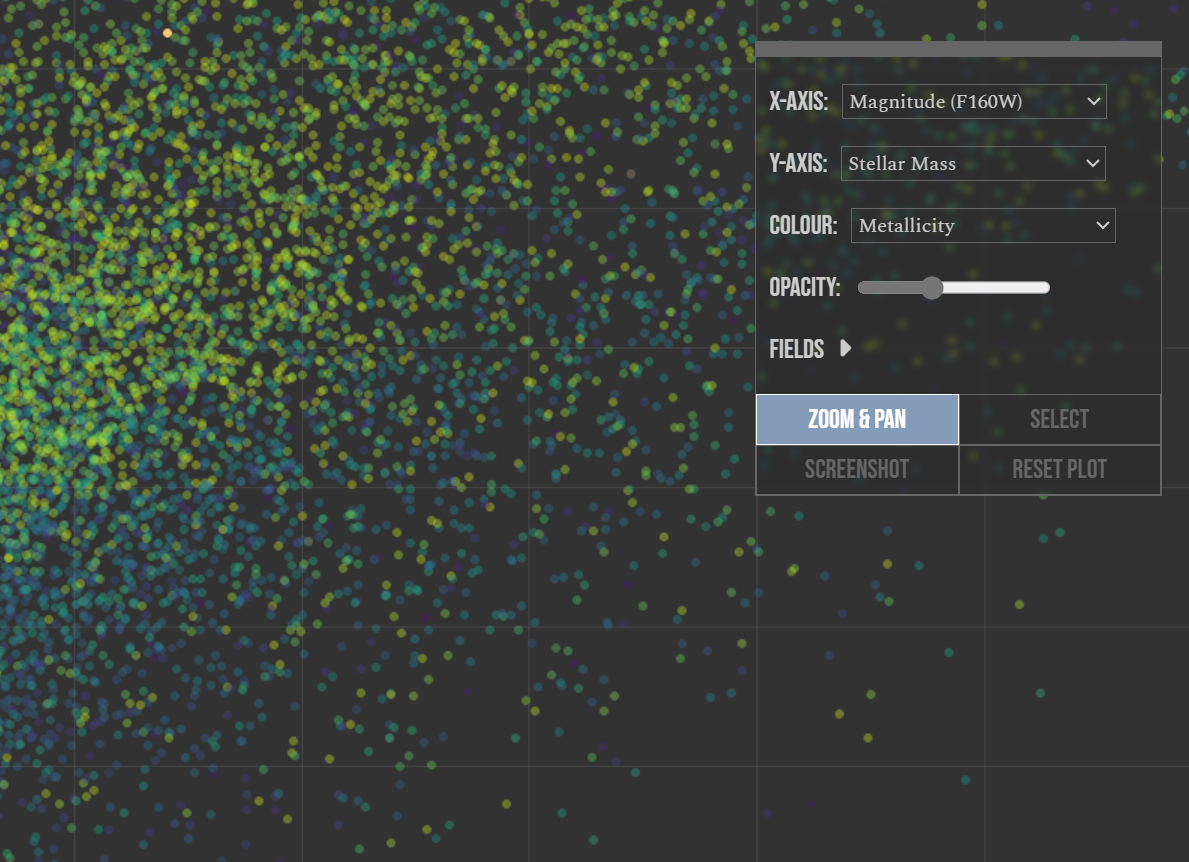 X-AXIS: Magnitude (F160W)
Y-AXIS: Stellar Mass
COLOUR: Metallicity
OPACITY:
FIELDS
ZOOM & PAN SELECT
SCREENSHOT RESET PLOT